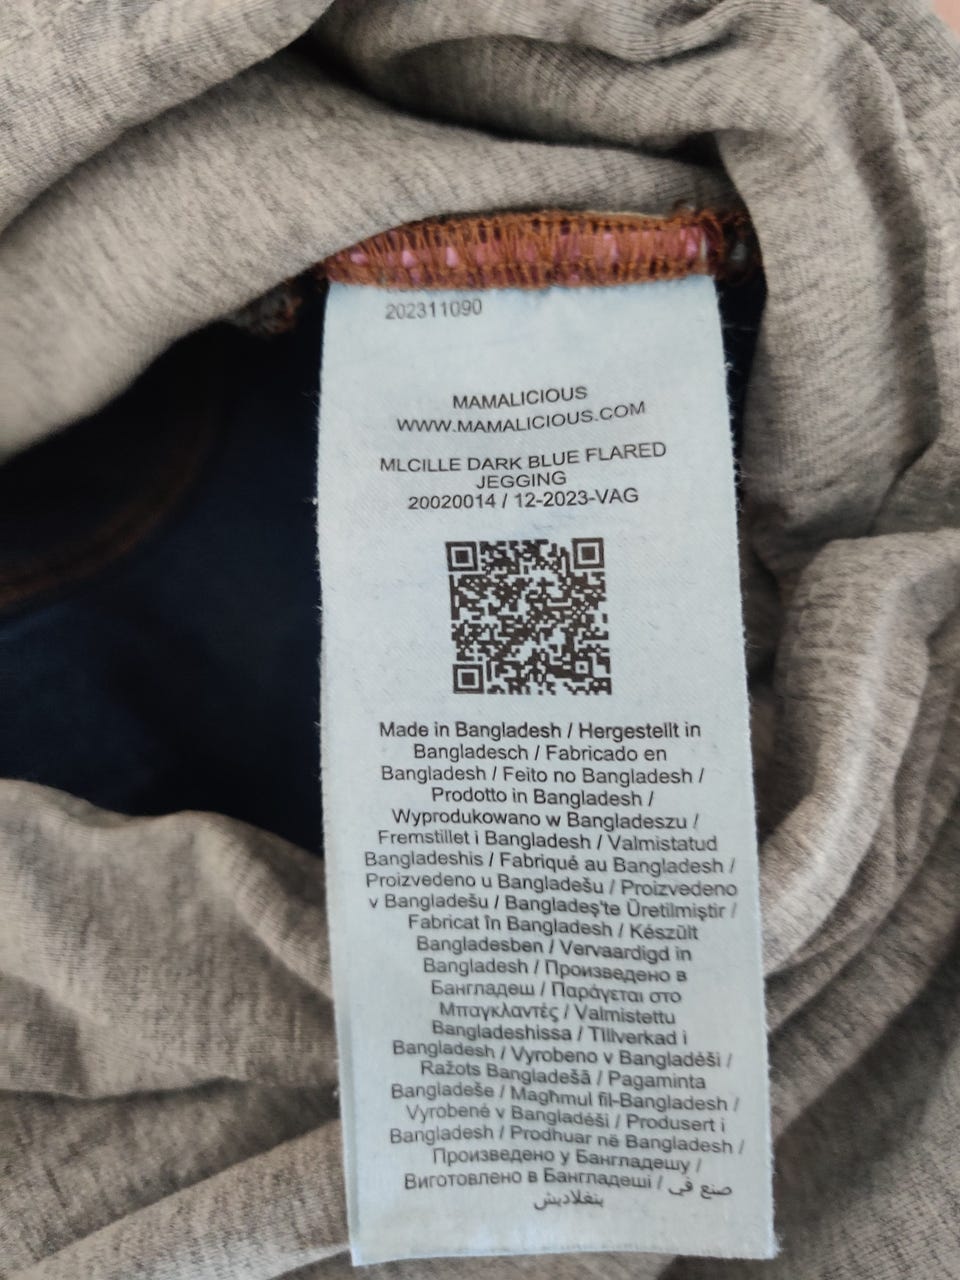 202311090
MAMALICIOUS
WWW.MAMALICIOUS.COM
MLCILLE DARK BLUE FLARED
JEGGING
20020014 / 12-2023-VAG
Made in Bangladesh / Hergestellt in
Bangladesch / Fabricado en
Bangladesh / Feito no Bangladesh /
Prodotto in Bangladesh /
Wyprodukowano w Bangladeszu /
Fremstillet i Bangladesh / Valmistatud
Bangladeshis / Fabriqué au Bangladesh /
Proizvedeno u Bangladešu / Proizvedeno
v Bangladešu / Bangladeş'te Üretilmiştir /
Fabricat în Bangladesh / Készült
Bangladesben / Vervaardigd in
Bangladesh / Произведено в
Бангладеш / Παράγεται στο
Μπαγκλαντές / Valmistettu
Bangladeshissa / Tillverkad i
Bangladesh / Vyrobeno v Bangladéši /
Ražots Bangladešā / Pagaminta
Bangladeše / Magħmul fil-Bangladesh /
Vyrobené v Bangladéši / Produsert i
Bangladesh / Prodhuar në Bangladesh /
Произведено у Бангладешу /
Виготовлено в Бангладеші / صنع في
بنغلاديش